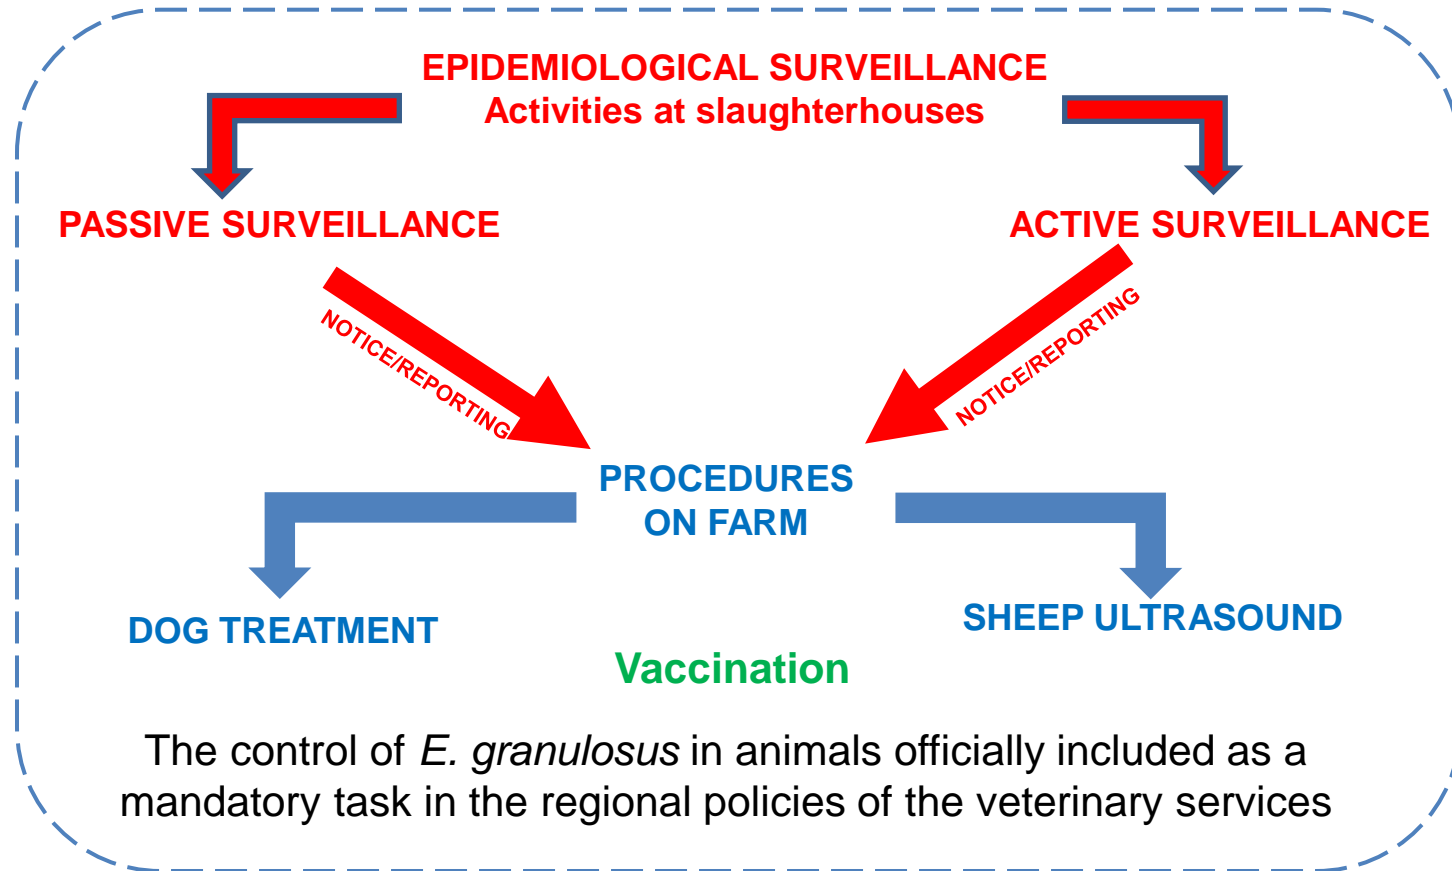 EPIDEMIOLOGICAL SURVEILLANCE
Activities at slaughterhouses
PASSIVE SURVEILLANCE
ACTIVE SURVEILLANCE
NOTICE/REPORTING
NOTICE/REPORTING
PROCEDURES
ON FARM
DOG TREATMENT
SHEEP ULTRASOUND
Vaccination
The control of E. granulosus in animals officially included as a
mandatory task in the regional policies of the veterinary services